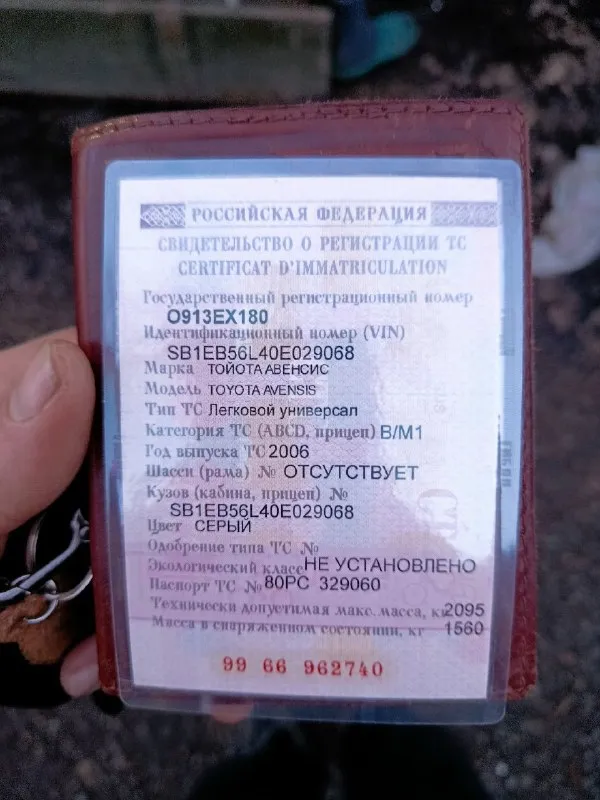 РОССИЙСКАЯ ФЕДЕРАЦИЯ
СВИДЕТЕЛЬСТВО О РЕГИСТРАЦИИ ТС
CERTIFICAT D'IMMATRICULATION
Государственный регистрационный номер
О913ЕХ180
Идентификационный номер (VIN)
SB1EB56L40E029068
Марка ТОЙОТА АВЕНСИС
Модель TOYOTA AVENSIS
Тип ТС Легковой универсал
Категория ТС (ABCD, прицеп) B/M1
Год выпуска ТС 2006
Шасси (рама) № ОТСУТСТВУЕТ
Кузов (кабина, прицеп) №
SB1EB56L40E029068
Цвет СЕРЫЙ
Одобрение типа ТС №
Экологический класс НЕ УСТАНОВЛЕНО
Паспорт ТС № 80РС 329060
Технически допустимая макс. масса, кг 2095
Масса в снаряженном состоянии, кг 1560
99 66 962740